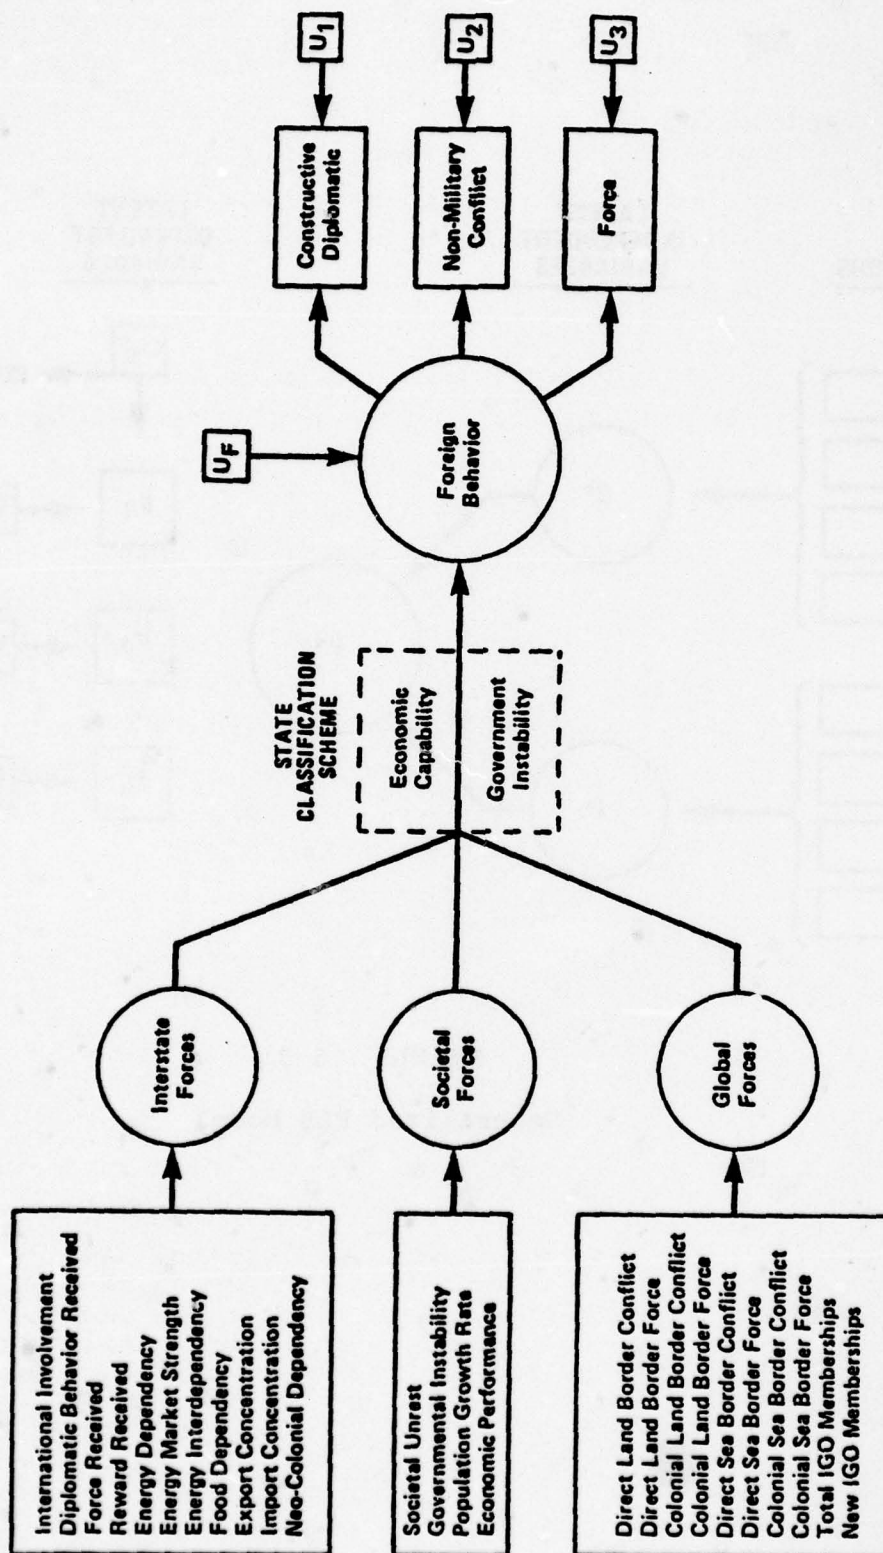 International Involvement
Diplomatic Behavior Received
Force Received
Reward Received
Energy Dependency
Energy Market Strength
Energy Interdependency
Food Dependency
Export Concentration
Import Concentration
Neo-Colonial Dependency
Societal Unrest
Governmental Instability
Population Growth Rate
Economic Performance
Direct Land Border Conflict
Direct Land Border Force
Colonial Land Border Conflict
Colonial Land Border Force
Direct Sea Border Conflict
Direct Sea Border Force
Colonial Sea Border Conflict
Colonial Sea Border Force
Total IGO Memberships
New IGO Memberships
Interstate
Forces
Societal
Forces
Global
Forces
STATE
CLASSIFICATION
SCHEME
Economic
Capability
Government
Instability
UF
Foreign
Behavior
Constructive
Diplomatic
Non-Military
Conflict
Force
U1
U2
U3